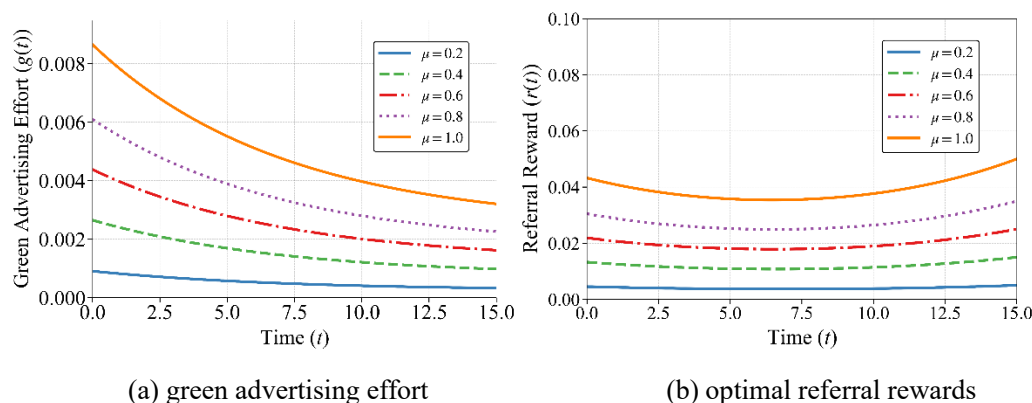 Green Advertising Effort (g(t))
0.008
0.006
0.004
0.002
0.000
μ = 0.2
μ = 0.4
μ = 0.6
μ = 0.8
μ = 1.0
0.0 2.5 5.0 7.5 10.0 12.5 15.0
Time (t)
(a) green advertising effort
Referral Reward (r(t))
0.10
0.08
0.06
0.04
0.02
0.00
μ = 0.2
μ = 0.4
μ = 0.6
μ = 0.8
μ = 1.0
0.0 2.5 5.0 7.5 10.0 12.5 15.0
Time (t)
(b) optimal referral rewards